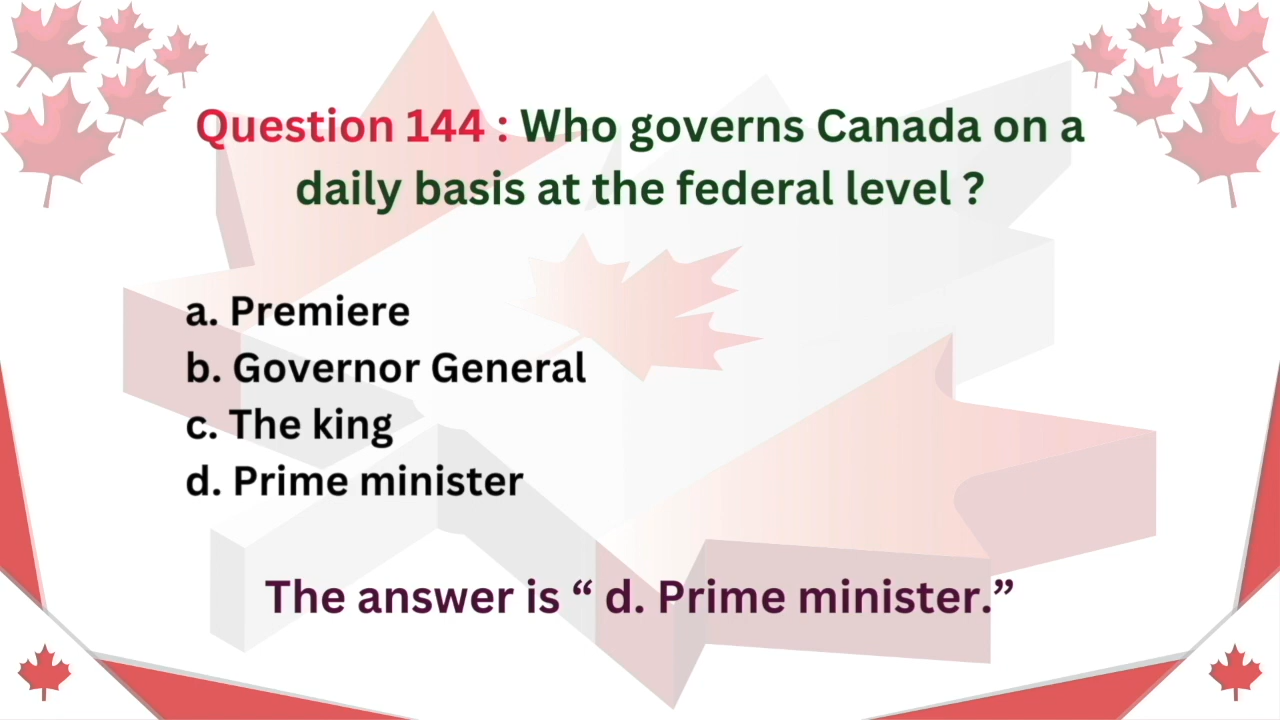 Question 144 : Who governs Canada on a
daily basis at the federal level ?
a. Premiere
b. Governor General
c. The king
d. Prime minister
The answer is “ d. Prime minister.”